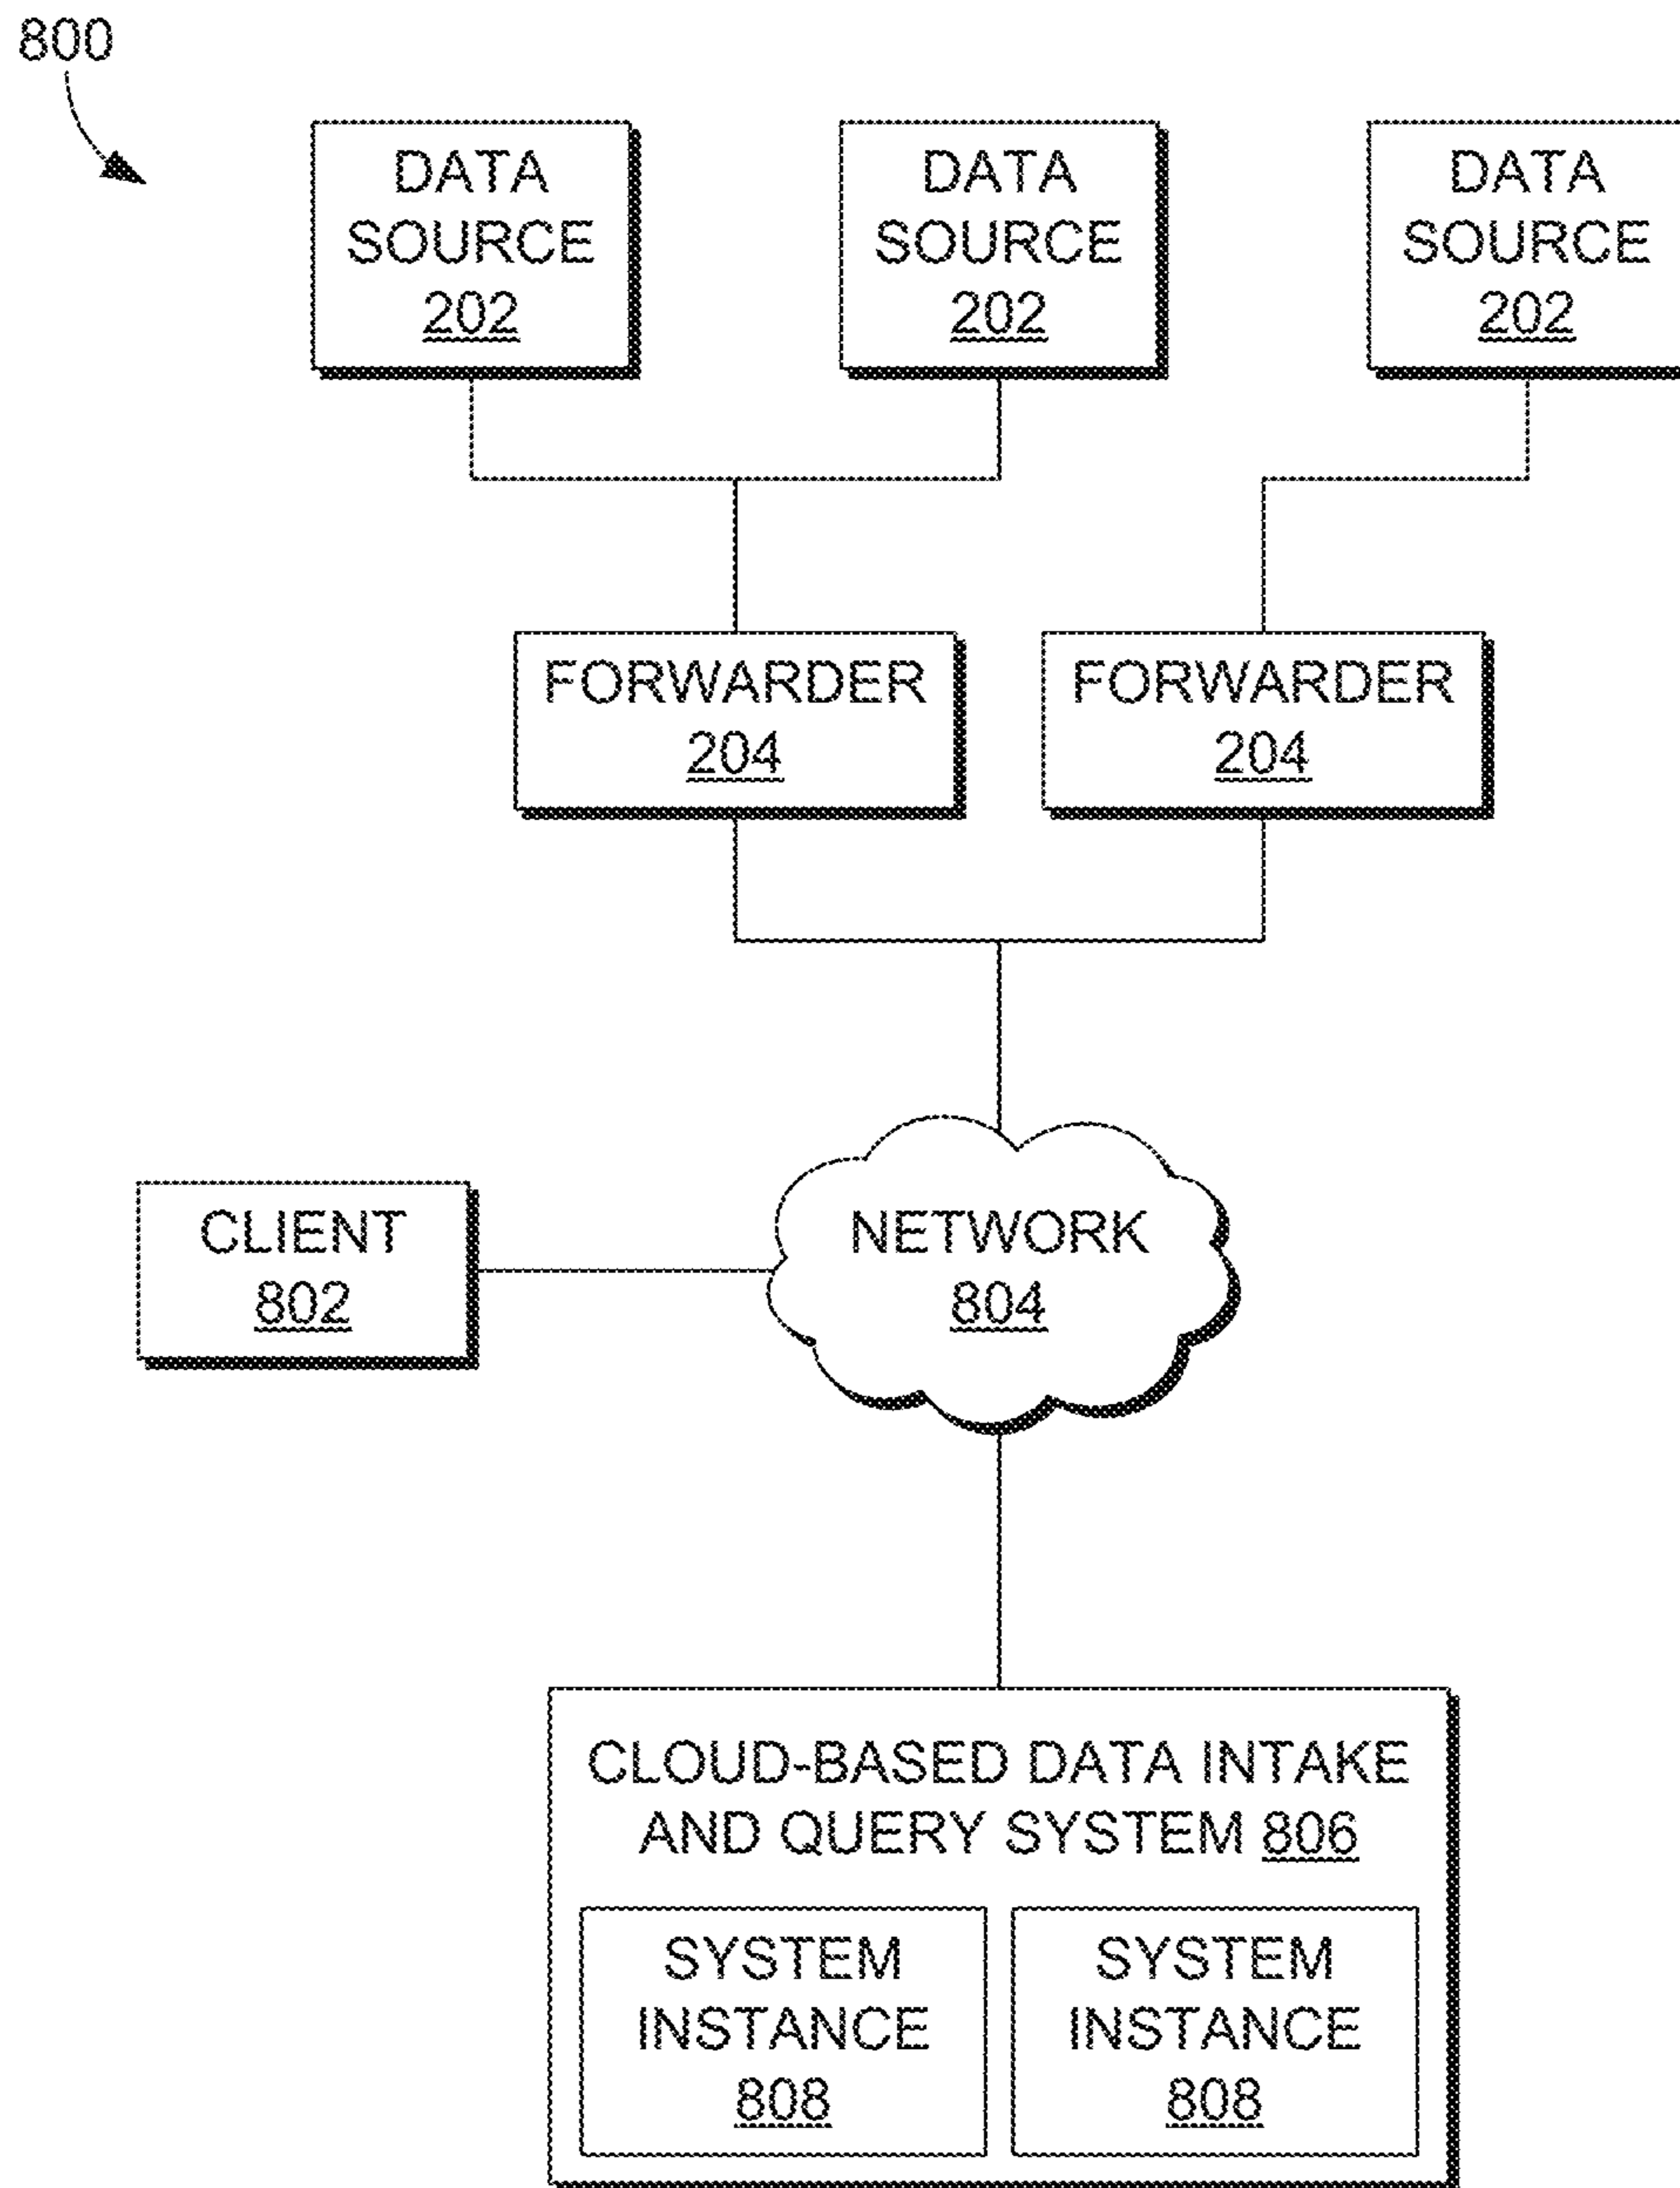 800
DATA
SOURCE
202
DATA
SOURCE
202
DATA
SOURCE
202
FORWARDER
204
FORWARDER
204
CLIENT
802
NETWORK
804
CLOUD-BASED DATA INTAKE
AND QUERY SYSTEM 806
SYSTEM
INSTANCE
808
SYSTEM
INSTANCE
808